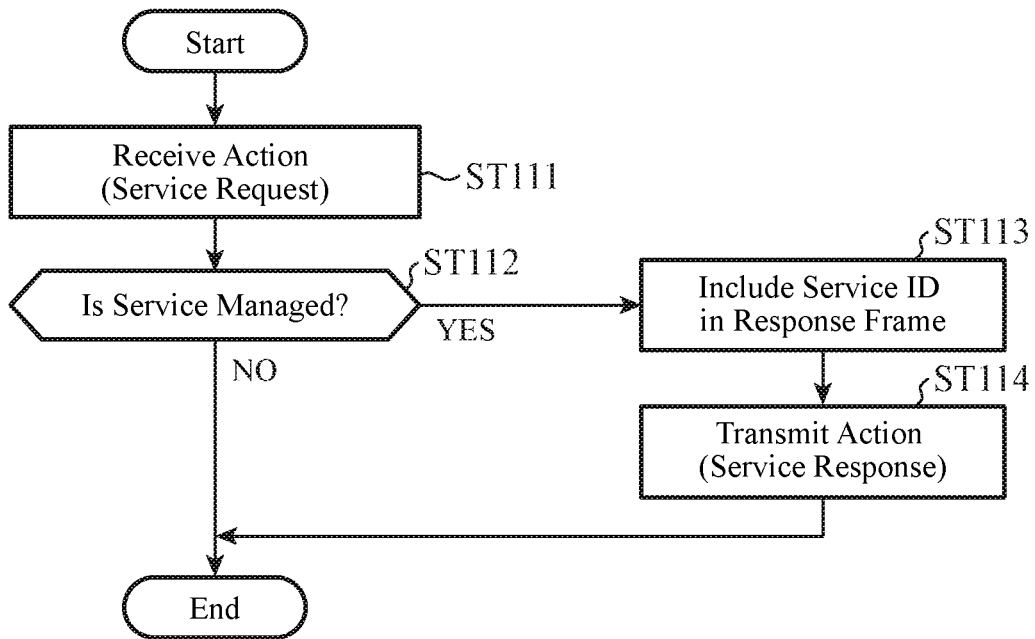 Start
Receive Action
(Service Request)
ST111
Is Service Managed?
ST112
YES
NO
ST113
Include Service ID
in Response Frame
ST114
Transmit Action
(Service Response)
End